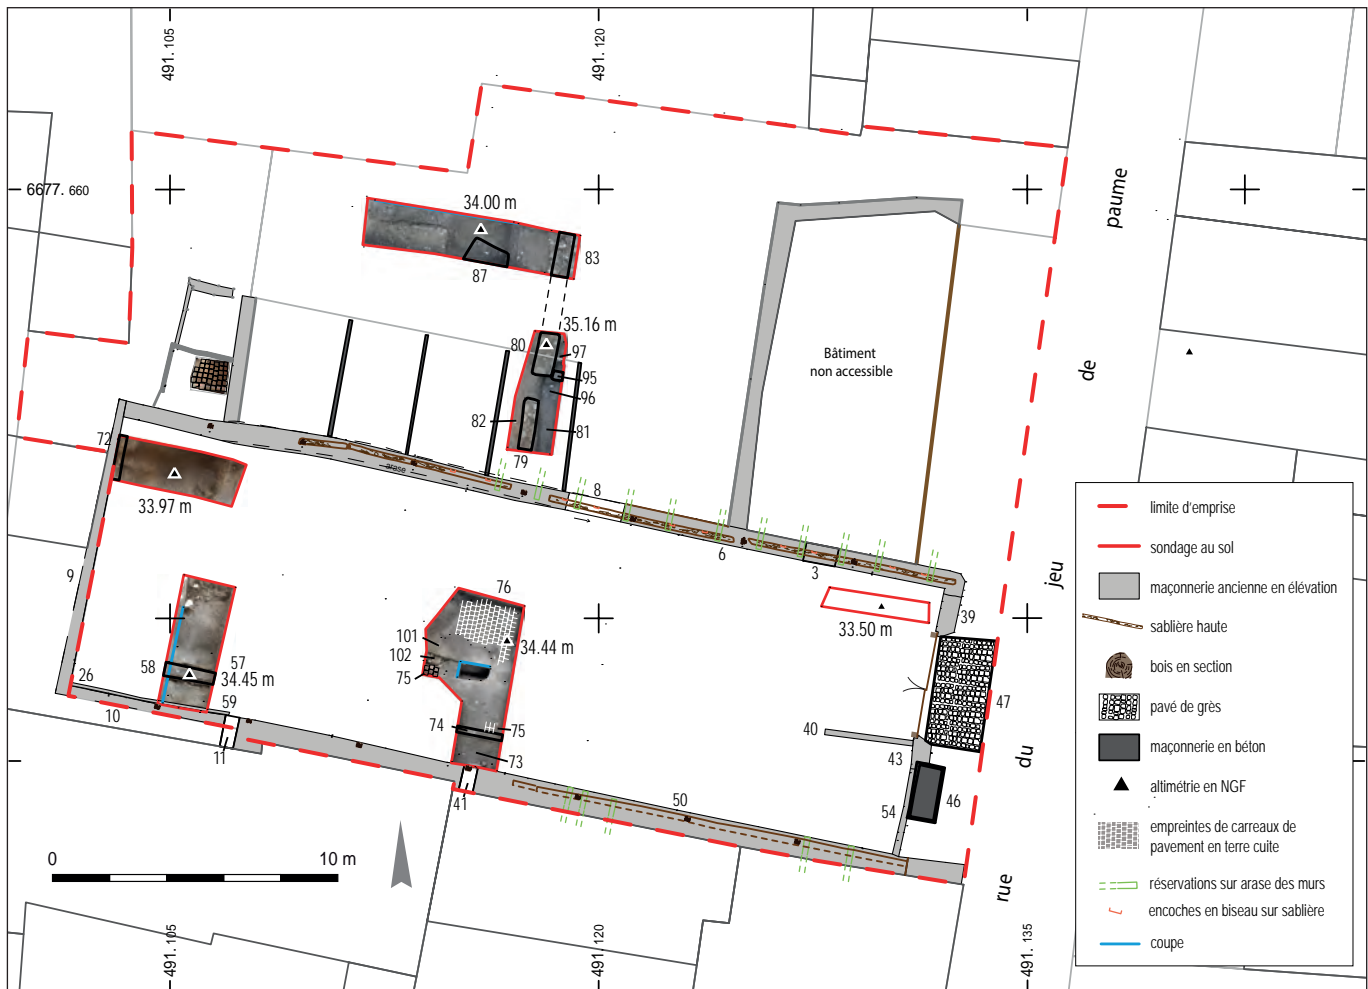 491. 105
491. 120
6677. 660
paume
34.00 m
83
87
35.16 m
80
97
95
96
82
81
79
Bâtiment
non accessible
de
72
arase
8
33.97 m
6
3
9
76
39
jeu
101
102
75
34.44 m
33.50 m
58
57
34.45 m
26
59
10
11
74
75
73
41
50
40
43
47
46
54
du
rue
0
10 m
491. 105
491. 120
491. 135
limite d'emprise
sondage au sol
maçonnerie ancienne en élévation
sablière haute
bois en section
pavé de grès
maçonnerie en béton
altimétrie en NGF
empreintes de carreaux de
pavement en terre cuite
réservations sur arase des murs
encoches en biseau sur sablière
coupe